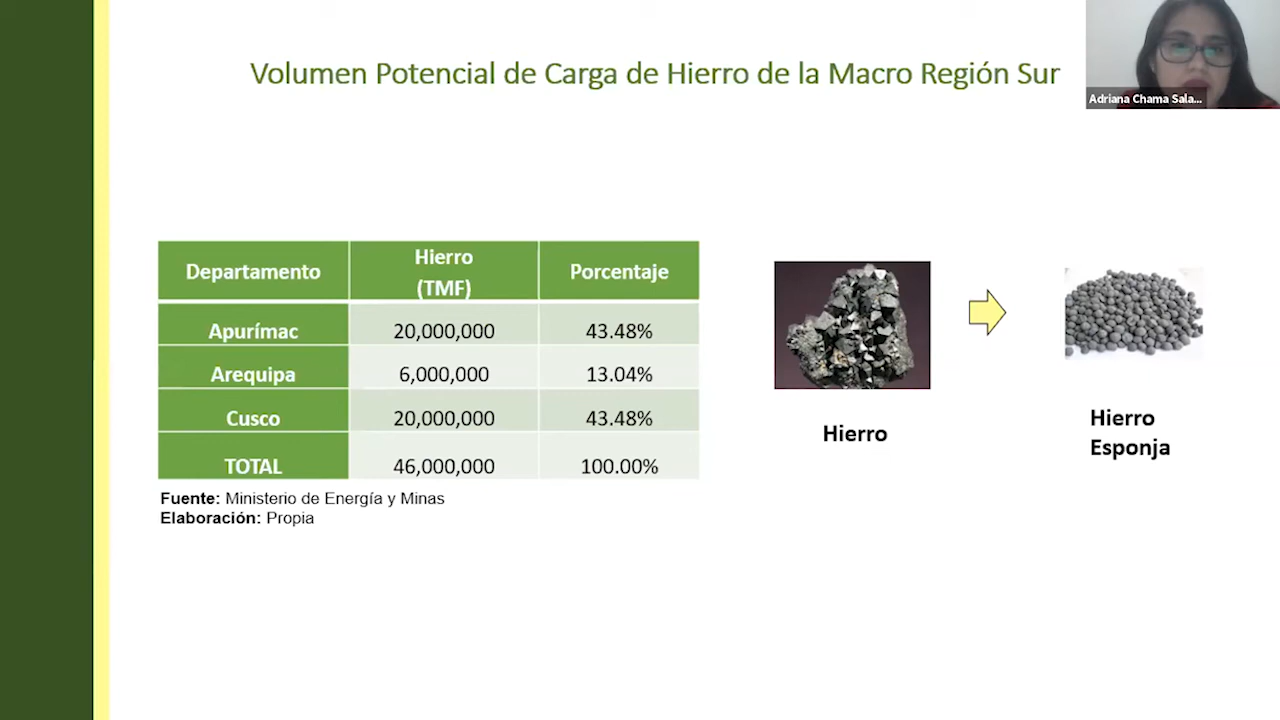 Volumen Potencial de Carga de Hierro de la Macro Región Sur
Adriana Chama Sala...
Departamento
Hierro
(TMF)
Porcentaje
Apurímac 20,000,000 43.48%
Arequipa 6,000,000 13.04%
Cusco 20,000,000 43.48%
TOTAL 46,000,000 100.00%
Fuente: Ministerio de Energía y Minas
Elaboración: Propia
Hierro
Hierro
Esponja